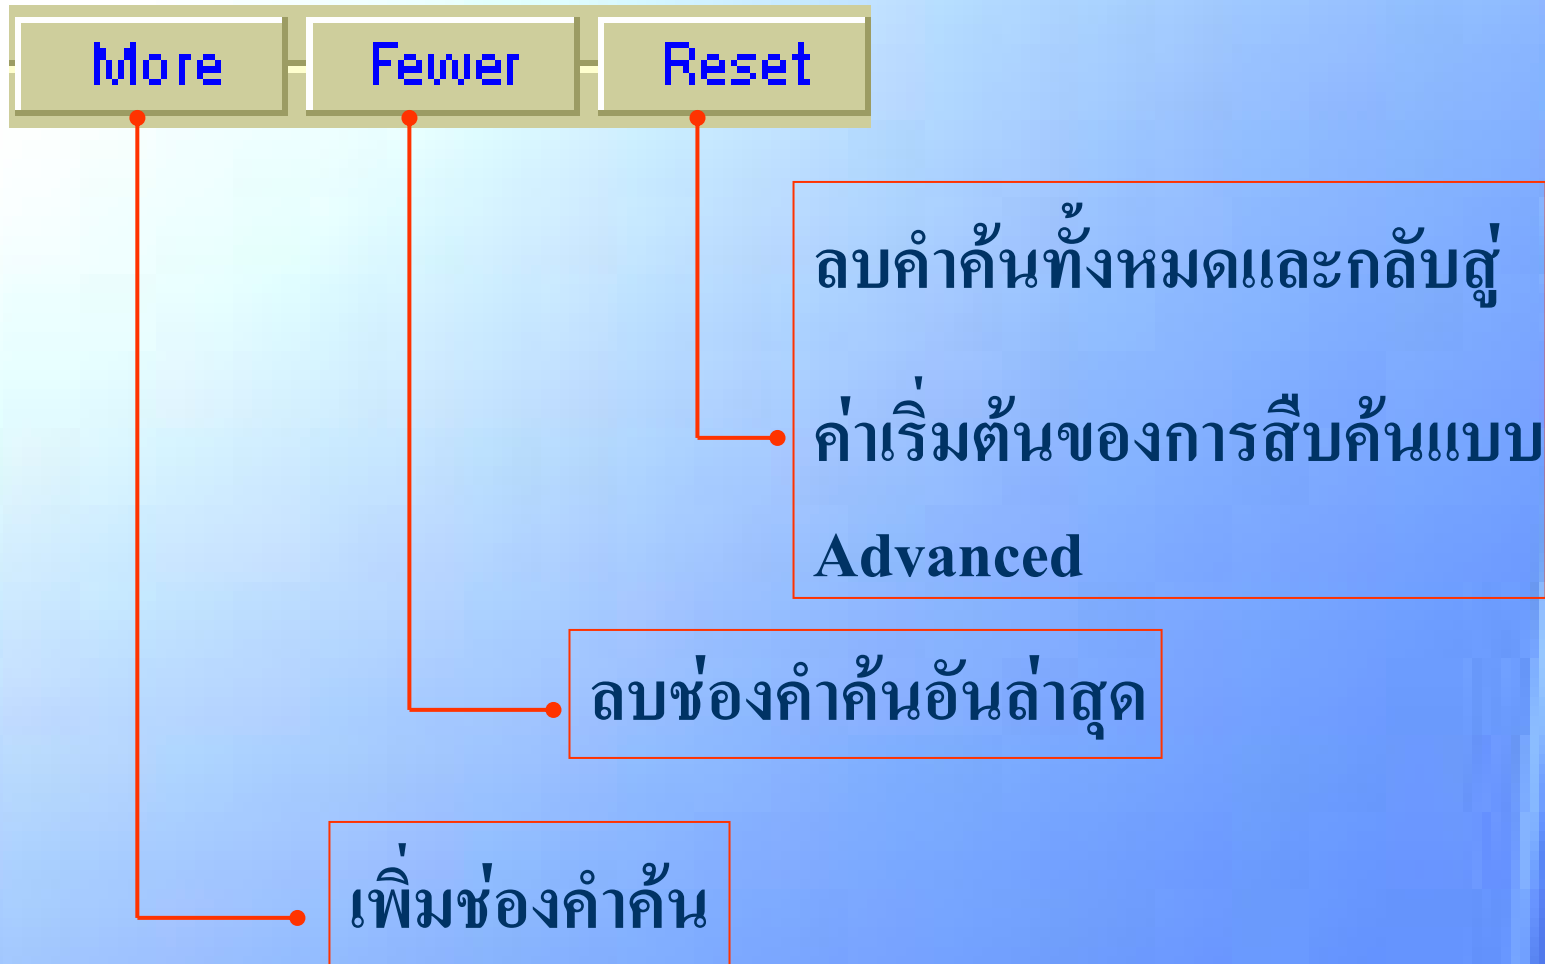 More Fewer Reset
ลบคำค้นทั้งหมดและกลับสู่
ค่าเริ่มต้นของการสืบค้นแบบ
Advanced
ลบช่องคำค้นอันล่าสุด
เพิ่มช่องคำค้น